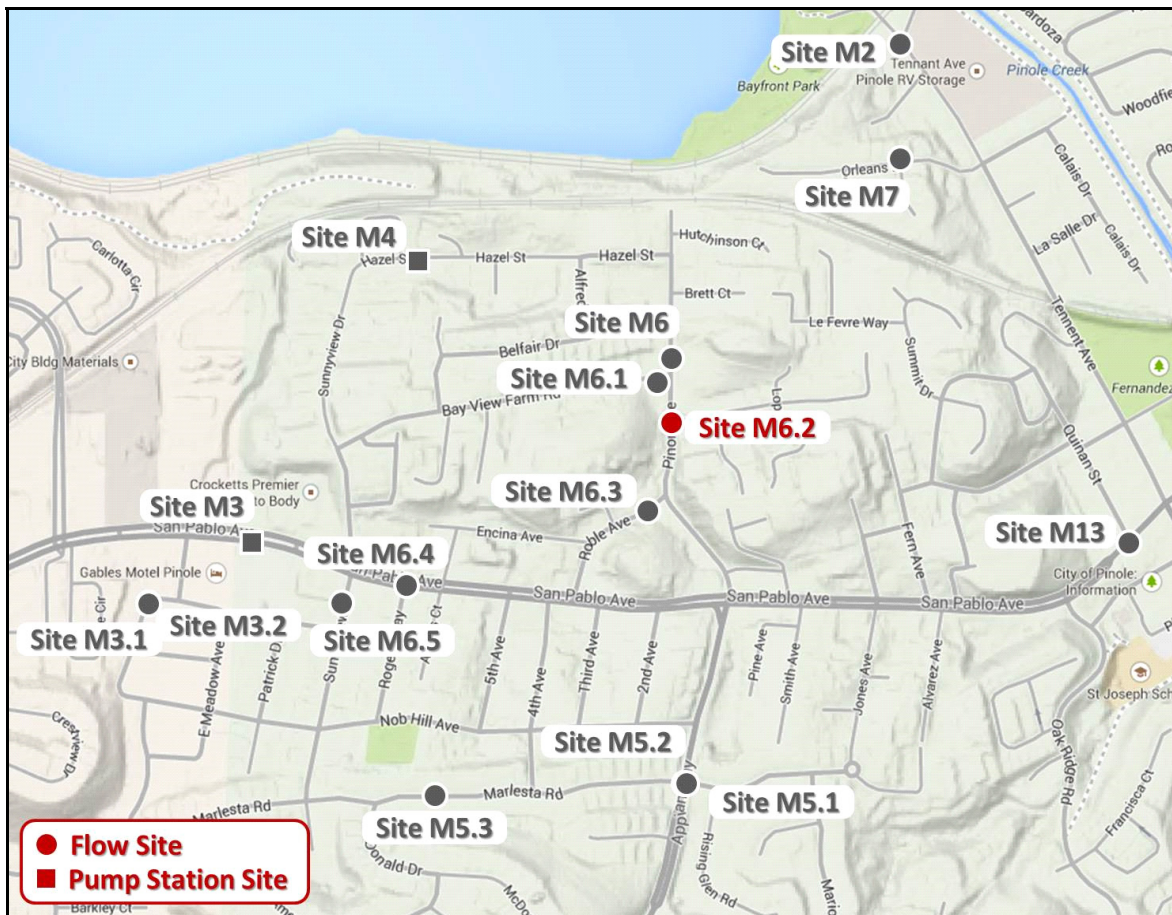 Site M2
Tennant Ave
Pinole RV Storage
Pinole Creek
Bayfront Park
Orleans
Site M7
Calais Dr
La Salle Dr
Calais Dr
Carlotta Cir
Site M4
Hazel St
Hazel St
Hutchinson Cr
Brett Ct
Le Fevre Way
Site M6
Belfair Dr
Site M6.1
Bay View Farm
Sunnyview Dr
City Bldg Materials
Summit Dr
Tennent Ave
Fernandez
Site M6.2
Quinan St
Crocketts Premier
Body
Site M6.3
Encina Ave
Roble Ave
Site M3
San Pablo Ave
Site M6.4
Fern Ave
Site M13
City of Pinole:
Information
Gables Motel Pinole
Pablo Ave
San Pablo Ave
San Pablo Ave
San Pablo Ave
Site M3.1
Site M3.2
Site M6.5
E Meadow Ave
5th Ave
4th Ave
Third Ave
2nd Ave
Pine Ave
Smith Ave
Jones Ave
Alvarez Ave
St Joseph Sch
Nob Hill Ave
Site M5.2
Oak Ridge Rd
Marlesta Rd
Marlesta Rd
Site M5.1
Site M5.3
Rising Glen Rd
Francisca Ct
Donald Dr
Barkley Ct
Flow Site
Pump Station Site